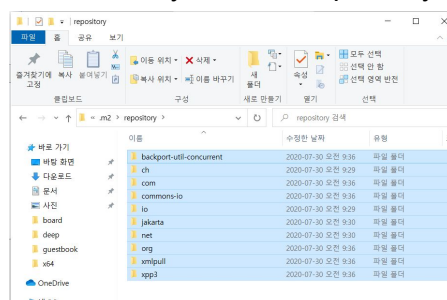 repository
파일 홈 공유 보기
즐겨찾기에 고정 복사 붙여넣기 이동 위치 삭제 복사 위치 이름 바꾸기 새 폴더 속성 모두 선택 선택 안 함 선택 영역 반전
클립보드 구성 새로 만들기 열기 선택
« .m2 > repository > repository 검색
이름 수정한 날짜 유형
바로 가기
바탕 화면
다운로드
문서
사진
board
deep
guestbook
x64
OneDrive
backport-util-concurrent 2020-07-30 오전 9:36 파일 폴더
ch 2020-07-30 오전 9:29 파일 폴더
com 2020-07-30 오전 9:36 파일 폴더
commons-io 2020-07-30 오전 9:36 파일 폴더
io 2020-07-30 오전 9:29 파일 폴더
jakarta 2020-07-30 오전 9:30 파일 폴더
net 2020-07-30 오전 9:30 파일 폴더
org 2020-07-30 오전 9:36 파일 폴더
xmlpull 2020-07-30 오전 9:36 파일 폴더
xpp3 2020-07-30 오전 9:36 파일 폴더